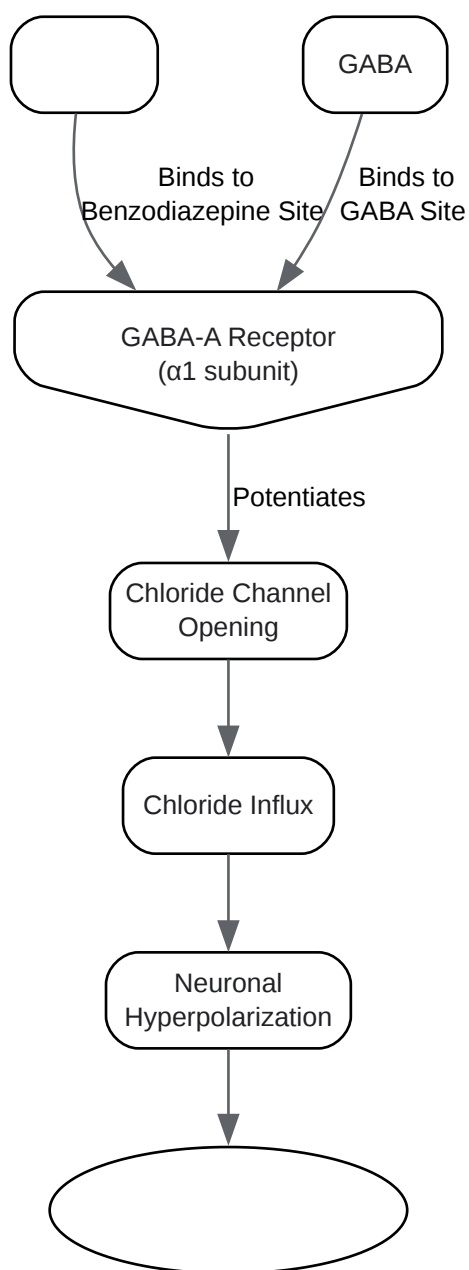 GABA
Binds to
Benzodiazepine Site
Binds to
GABA Site
GABA-A Receptor
(α1 subunit)
Potentiates
Chloride Channel
Opening
Chloride Influx
Neuronal
Hyperpolarization